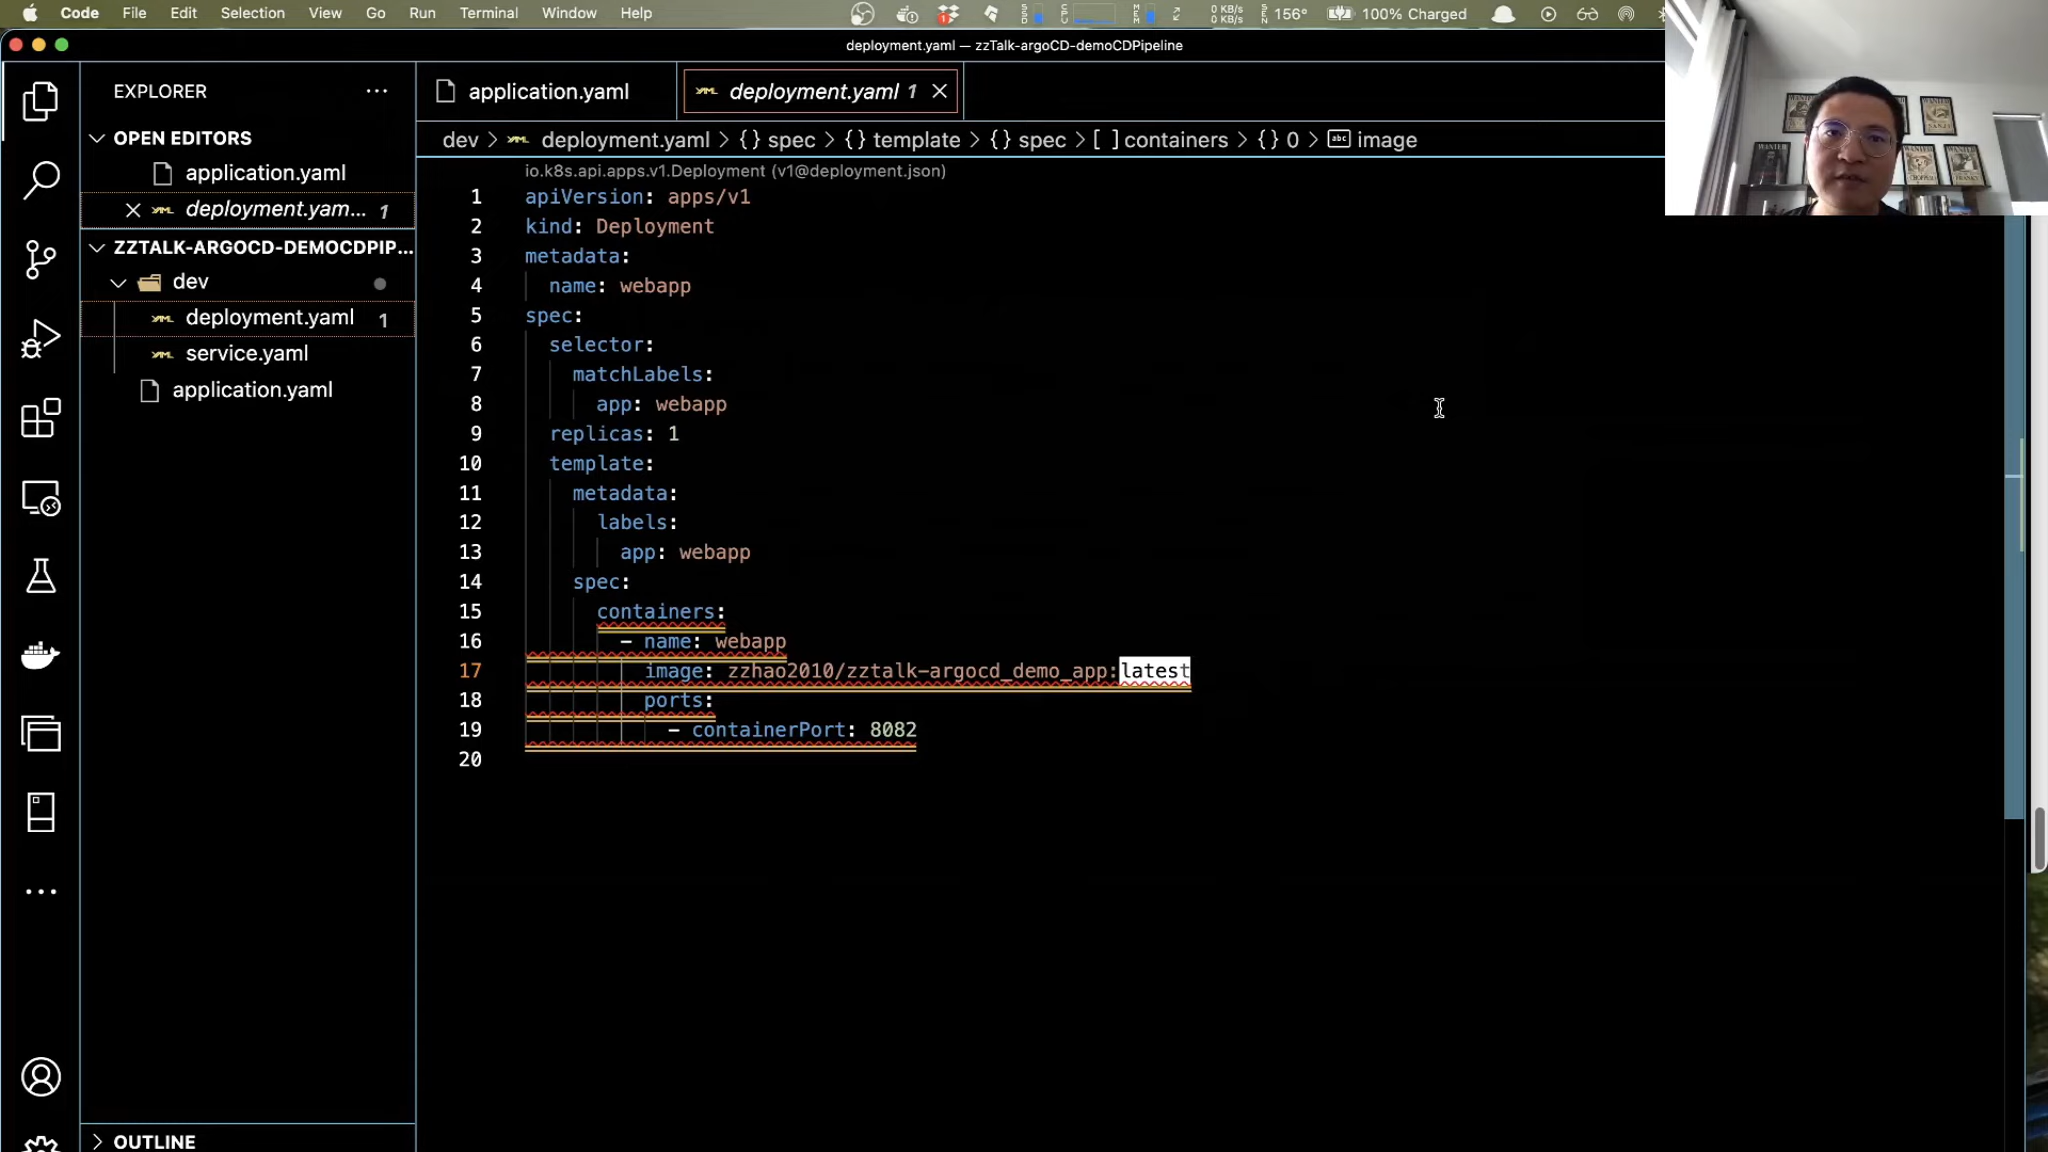 Code File Edit Selection View Go Run Terminal Window Help 0 KB/s 0 KB/s 156° 100% Charged
deployment.yaml — zzTalk-argoCD-demoCDPipeline
EXPLORER
OPEN EDITORS
application.yaml
deployment.yam... 1
ZZTALK-ARGOCD-DEMOCDPIP...
dev
deployment.yaml 1
service.yaml
application.yaml
OUTLINE
application.yaml deployment.yaml 1
dev > deployment.yaml > {} spec > {} template > {} spec > [ ] containers > {} 0 > abc image
io.k8s.api.apps.v1.Deployment (v1@deployment.json)
1 apiVersion: apps/v1
2 kind: Deployment
3 metadata:
4 name: webapp
5 spec:
6 selector:
7 matchLabels:
8 app: webapp
9 replicas: 1
10 template:
11 metadata:
12 labels:
13 app: webapp
14 spec:
15 containers:
16 - name: webapp
17 image: zzhao2010/zztalk-argocd_demo_app:latest
18 ports:
19 - containerPort: 8082
20